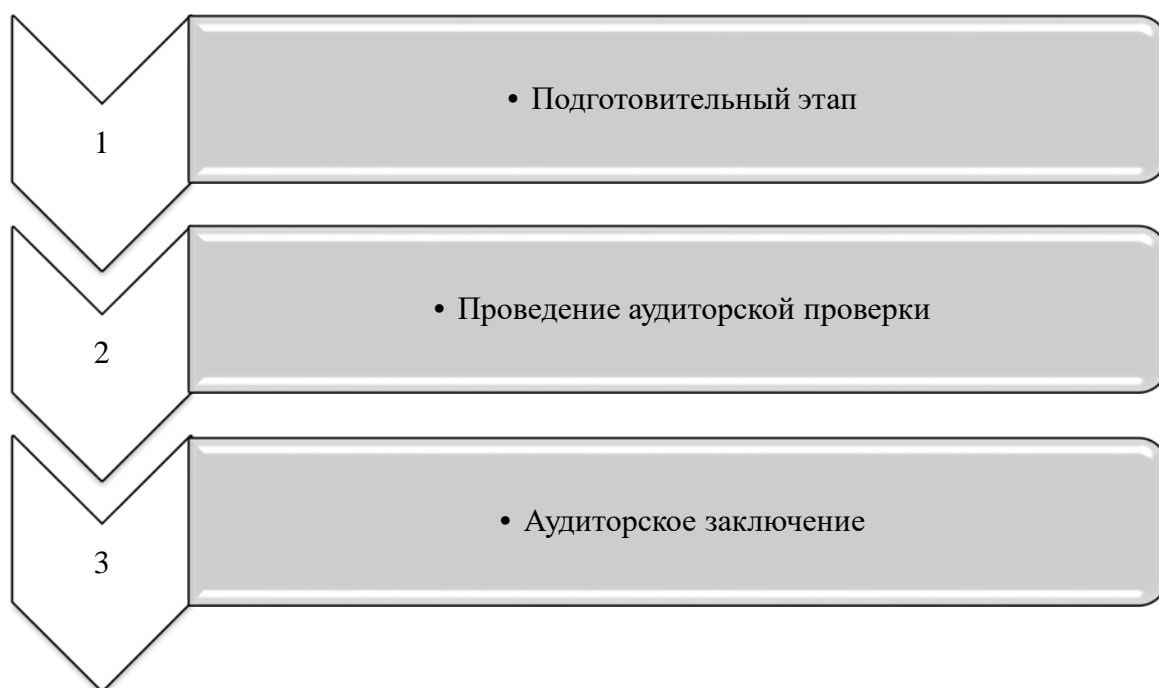 1
• Подготовительный этап
2
• Проведение аудиторской проверки
3
• Аудиторское заключение